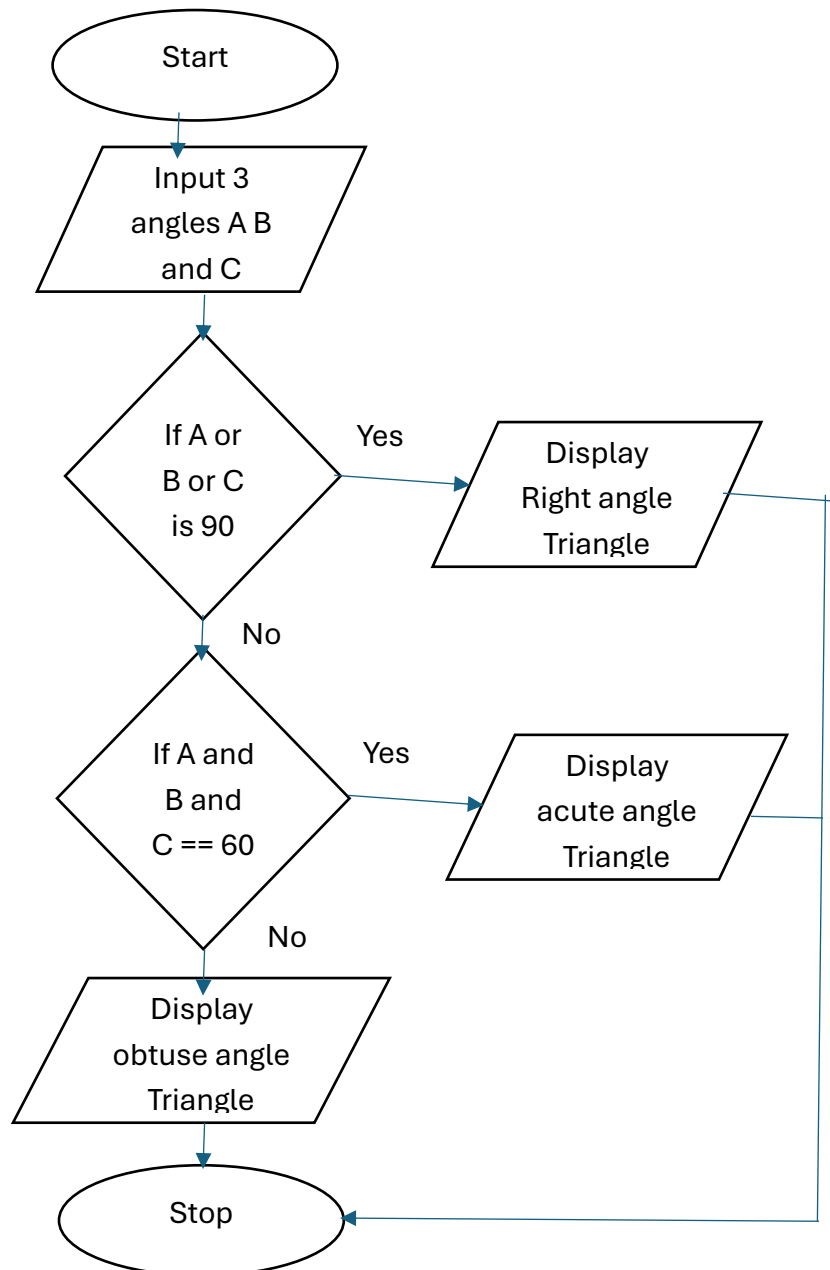 Start
Input 3
angles A B
and C
If A or
B or C
is 90
Yes
Display
Right angle
Triangle
No
If A and
B and
C == 60
Yes
Display
acute angle
Triangle
No
Display
obtuse angle
Triangle
Stop